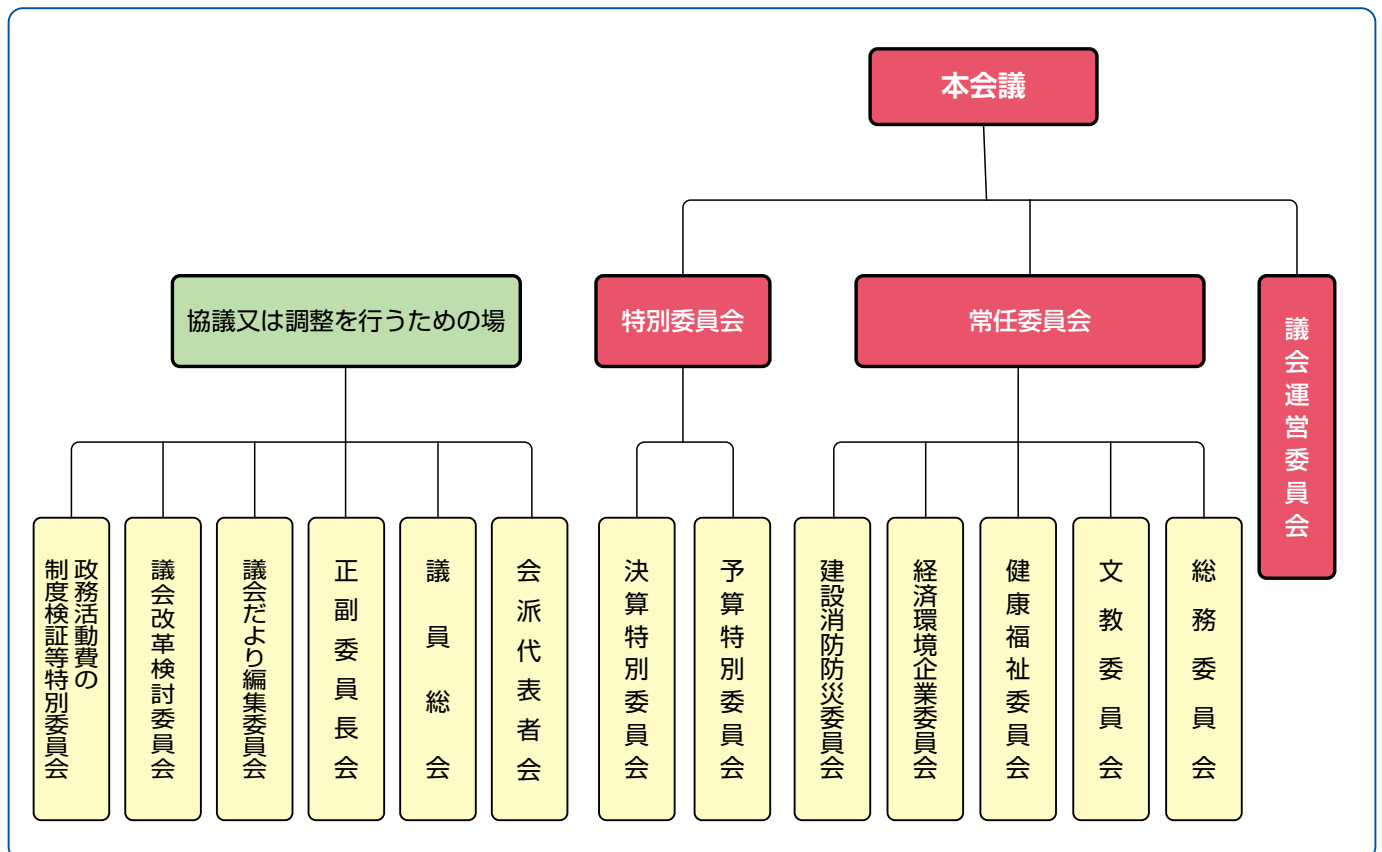 本会議
協議又は調整を行うための場
特別委員会
常任委員会
議会運営委員会
政務活動費の
制度検証等特別委員会
議会改革検討委員会
議会だより編集委員会
正副委員長会
議員総会
会派代表者会
決算特別委員会
予算特別委員会
建設消防防災委員会
経済環境企業委員会
健康福祉委員会
文教委員会
総務委員会